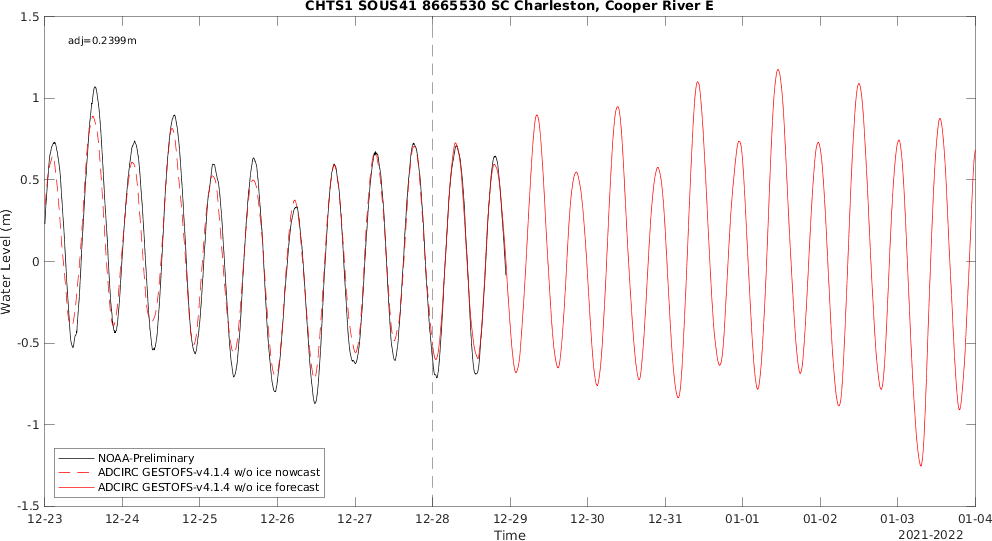 CHTS1 SOUS41 8665530 SC Charleston, Cooper River E
adj=0.2399m
1.5
1
0.5
0
-0.5
-1
-1.5
Water Level (m)
NOAA-Preliminary
ADCIRC GESTOFS-v4.1.4 w/o ice nowcast
ADCIRC GESTOFS-v4.1.4 w/o ice forecast
12-23 12-24 12-25 12-26 12-27 12-28 12-29 12-30 12-31 01-01 01-02 01-03 01-04
Time
2021-2022